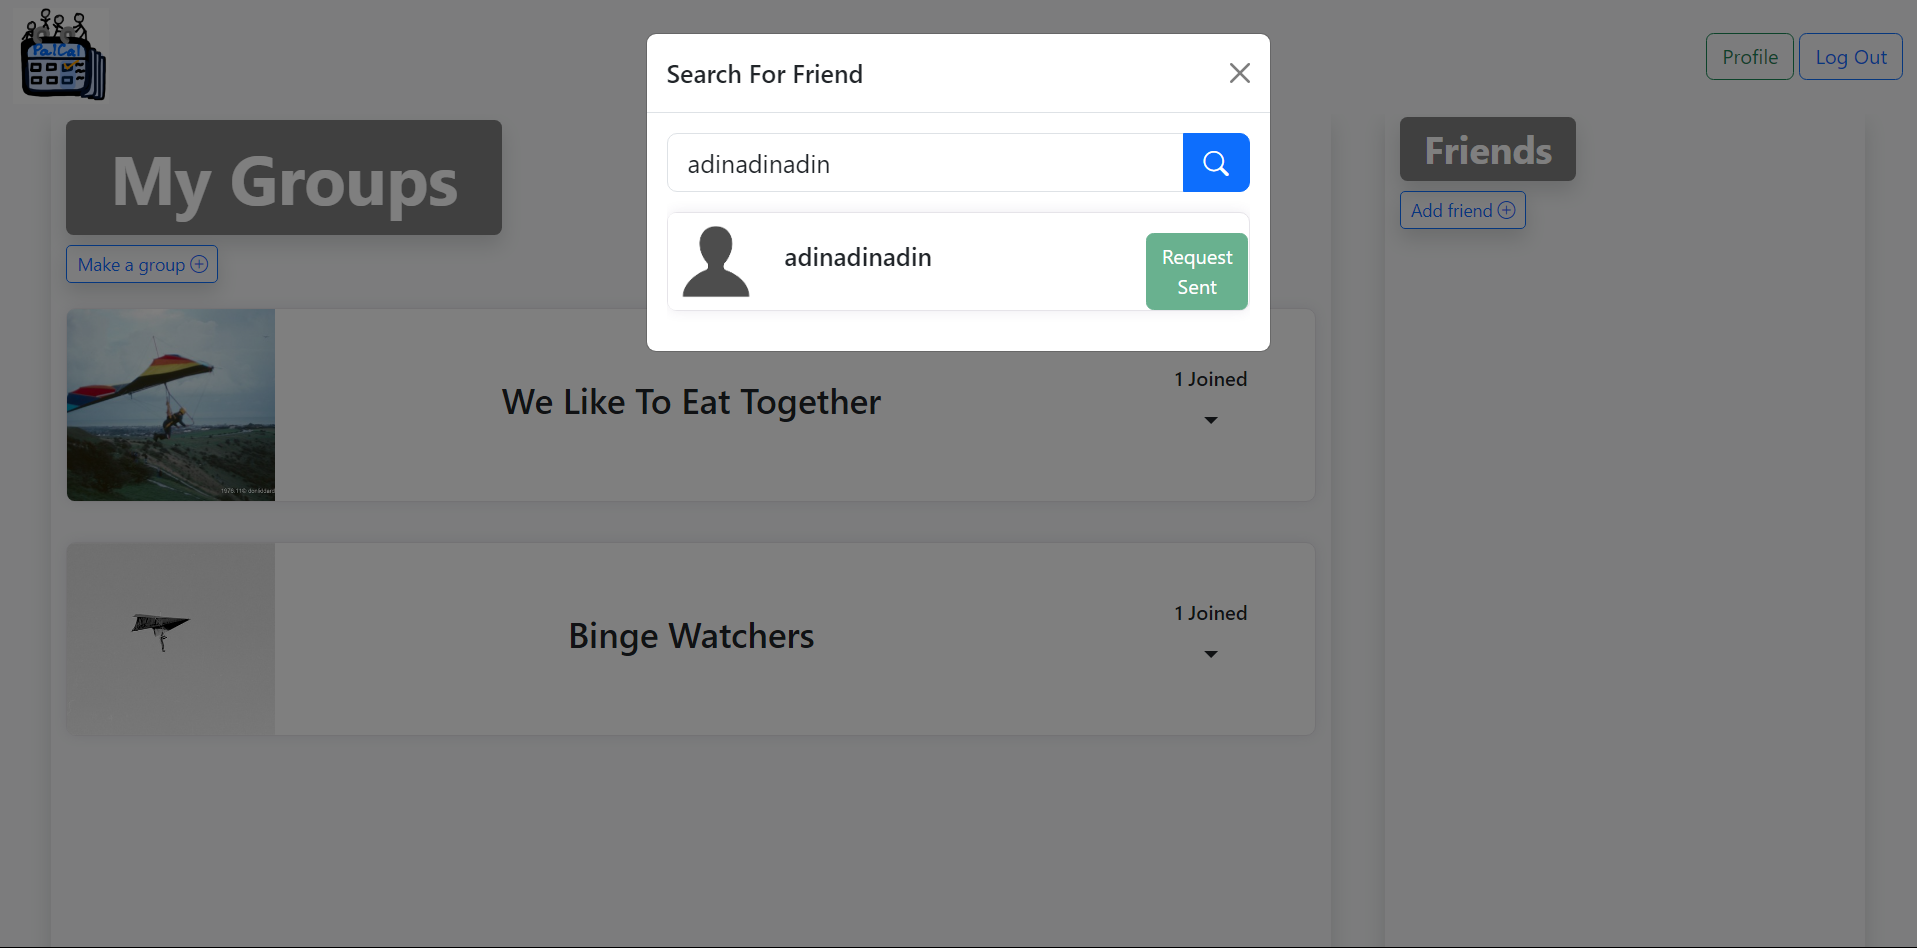 PalCal
Profile
Log Out
Search For Friend
adinadinadin
adinadinadin
Request
Sent
My Groups
Make a group
Friends
Add friend
We Like To Eat Together
1 Joined
Binge Watchers
1 Joined